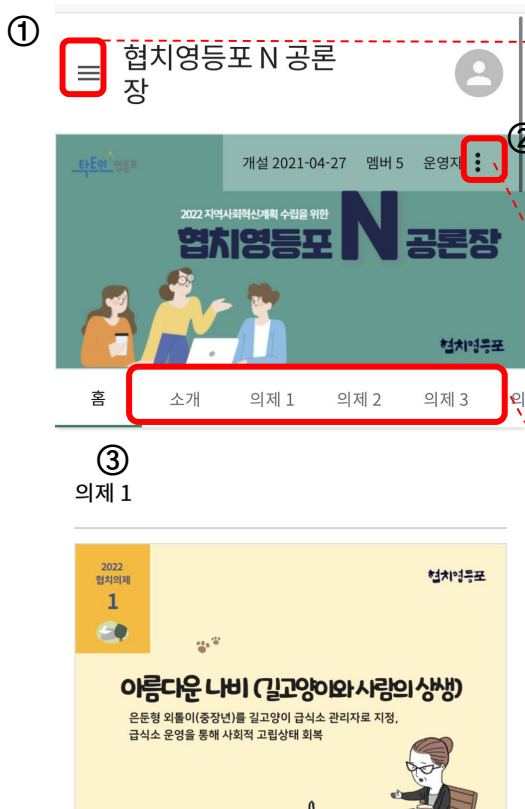 ①
협치영등포 N 공론
장
탁트인 영등포
개설 2021-04-27 멤버 5 운영자
②
2022 지역사회혁신계획 수립을 위한
협치영등포 N 공론장
협치영등포
홈 소개 의제 1 의제 2 의제 3 의
③
의제 1
2022
협치의제
1
협치영등포
아름다운 나비 (길고양이와 사람의 상생)
은둔형 외톨이(중장년)를 길고양이 급식소 관리자로 지정,
급식소 운영을 통해 사회적 고립상태 회복